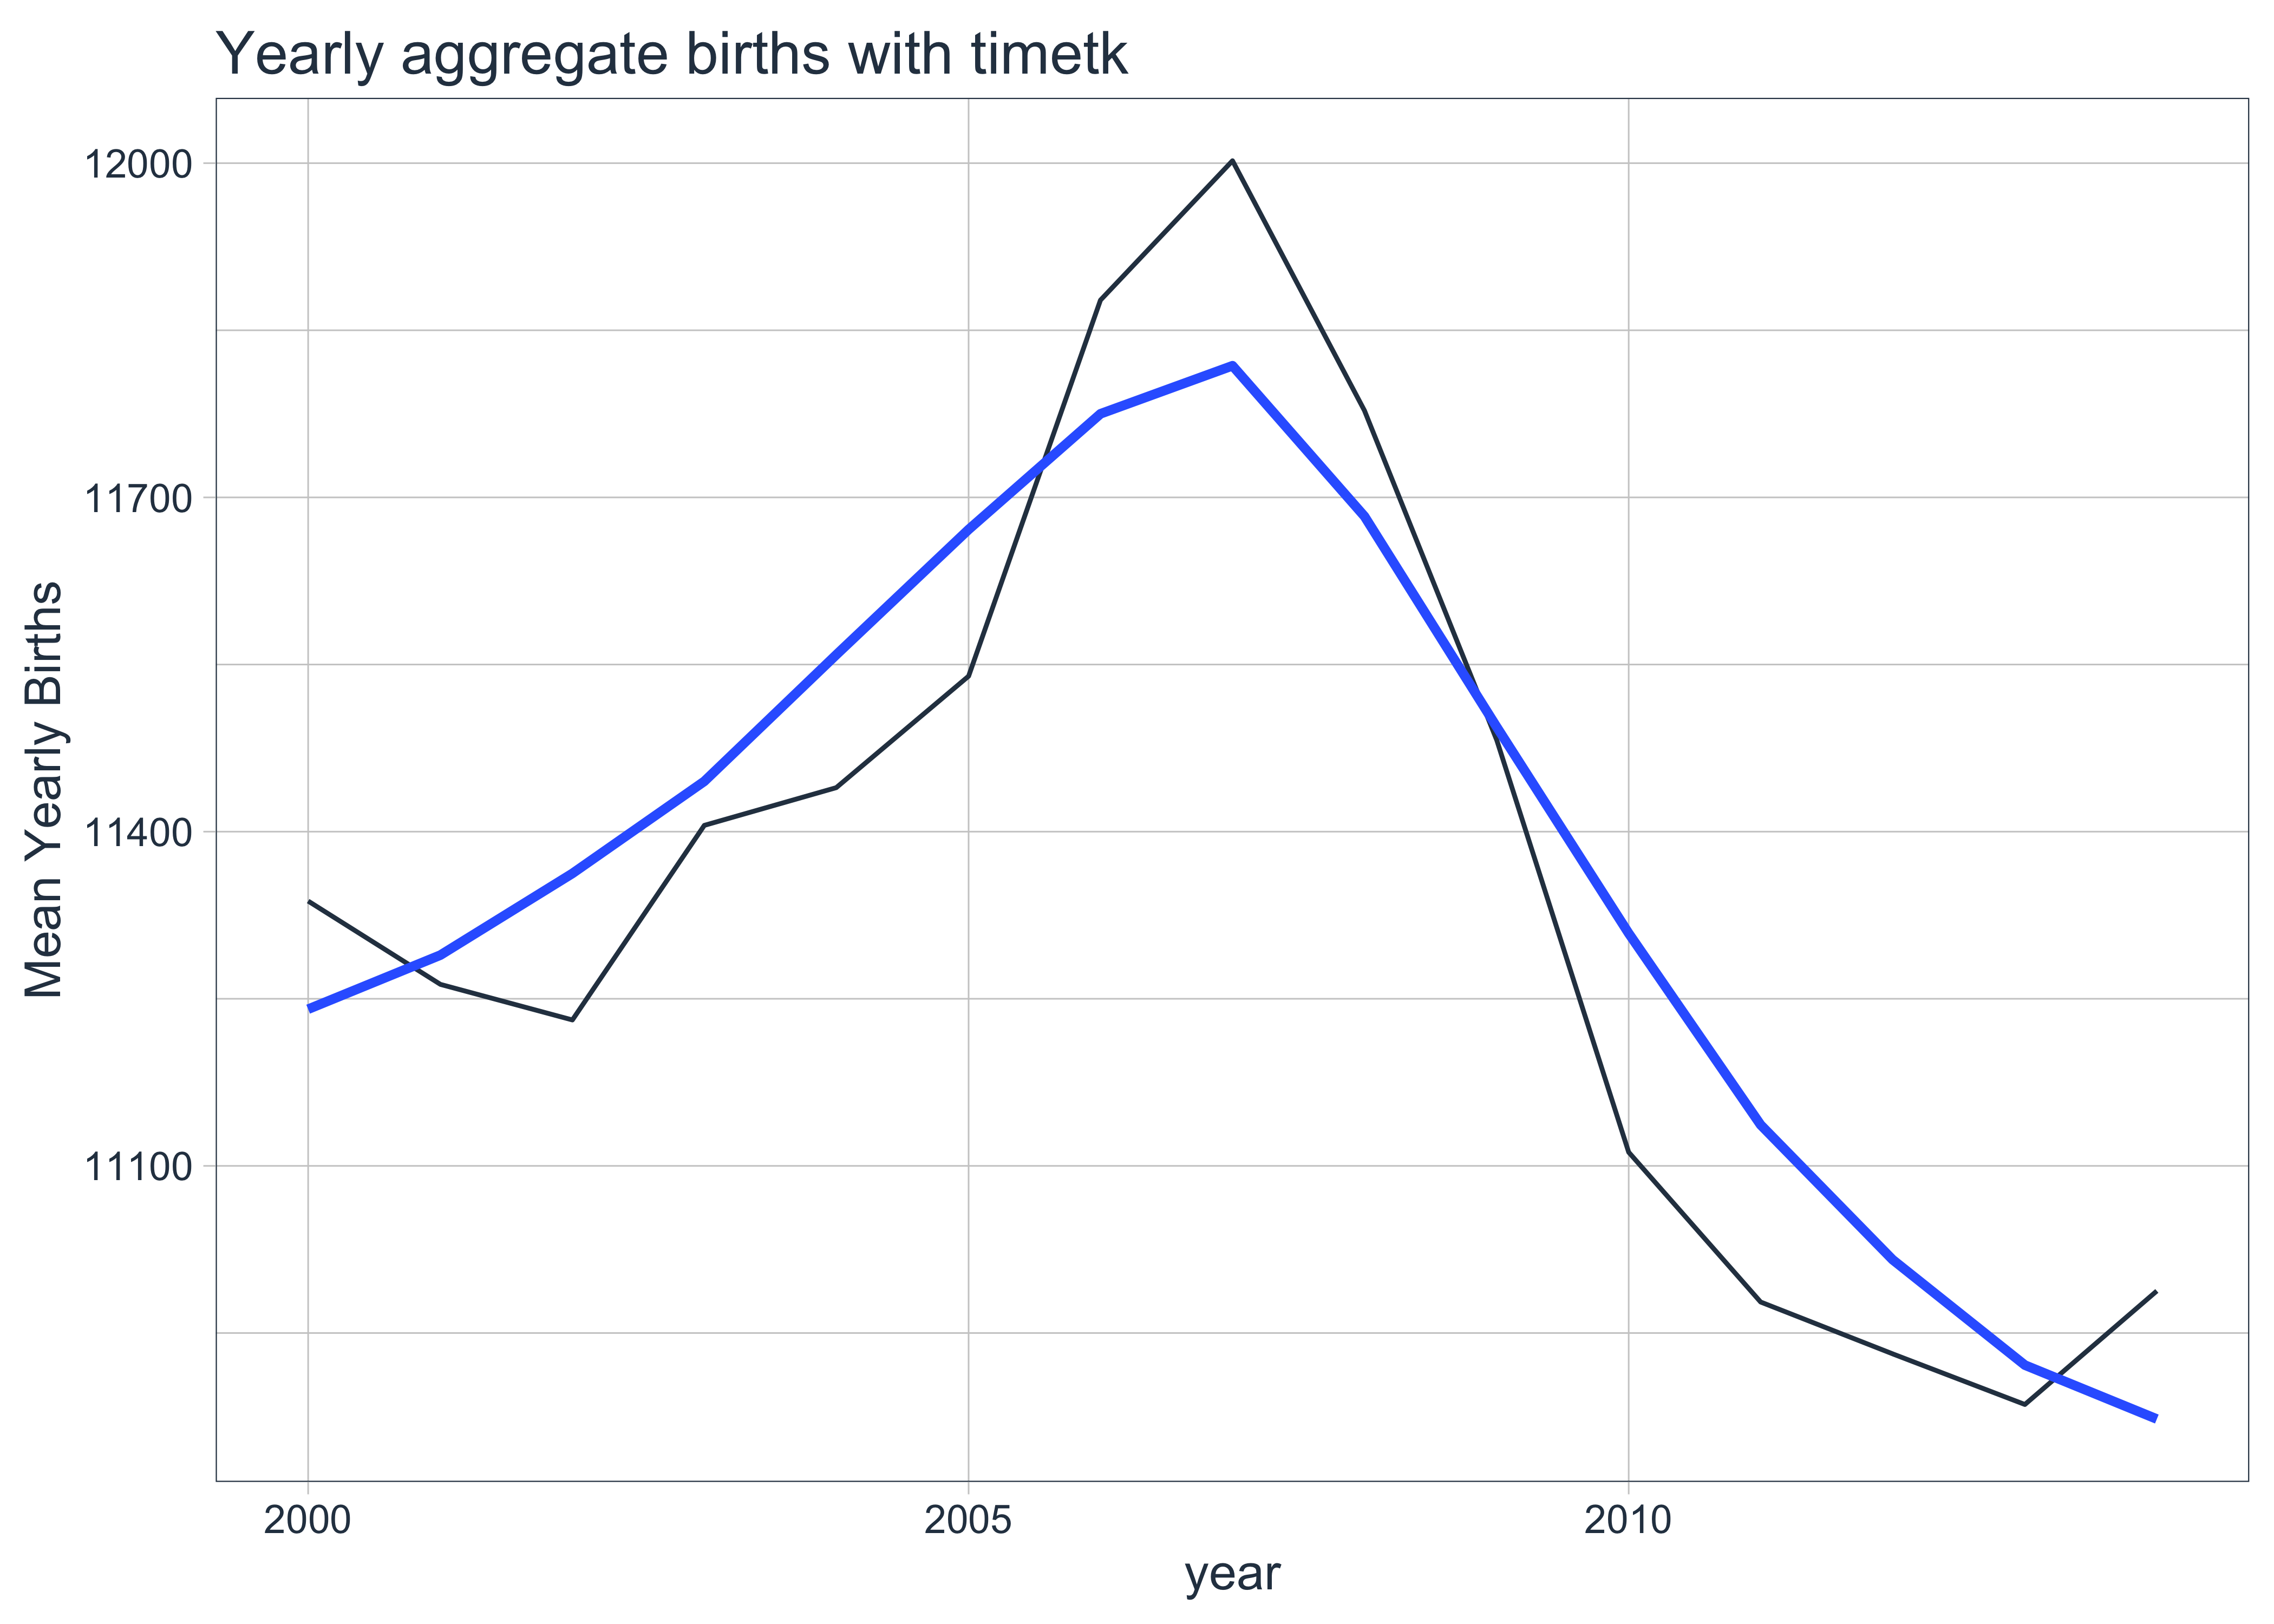 Yearly aggregate births with timetk
12000
11700
11400
11100
Mean Yearly Births
2000 2005 2010
year